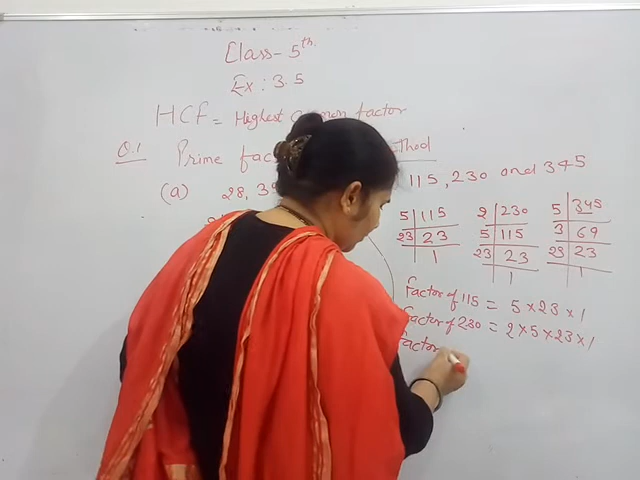 Class - 5th.
Ex : 3.5
HCF = Highest factor
Q.1 Prime
(a) 28,
115, 230 and 345
5 | 115
23 | 23
1
2 | 230
5 | 115
23 | 23
1
5 | 345
3 | 69
23 | 23
1
Factor of 115 = 5 × 23 × 1
Factor of 230 = 2 × 5 × 23 × 1
Factor